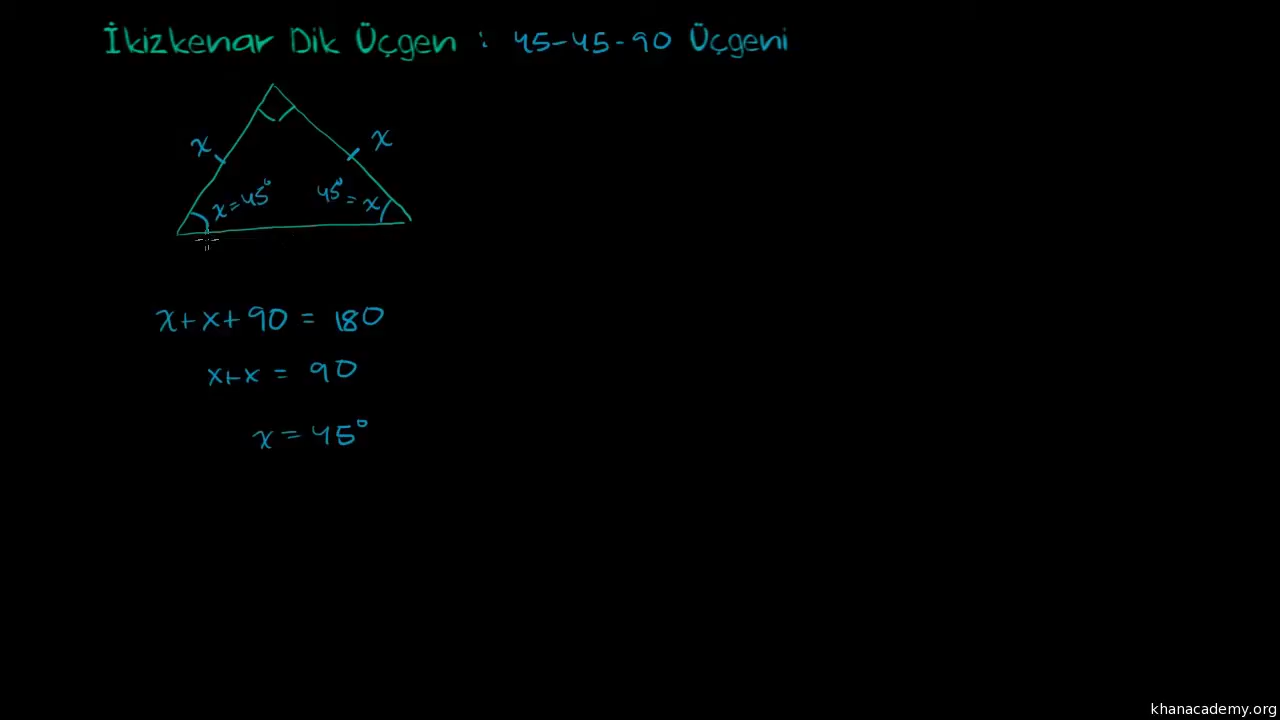 İkizkenar Dik Üçgen : 45-45-90 Üçgeni
x
x
x=45°
45°=x
x+x+90 = 180
x+x = 90
x=45°
khanacademy.org